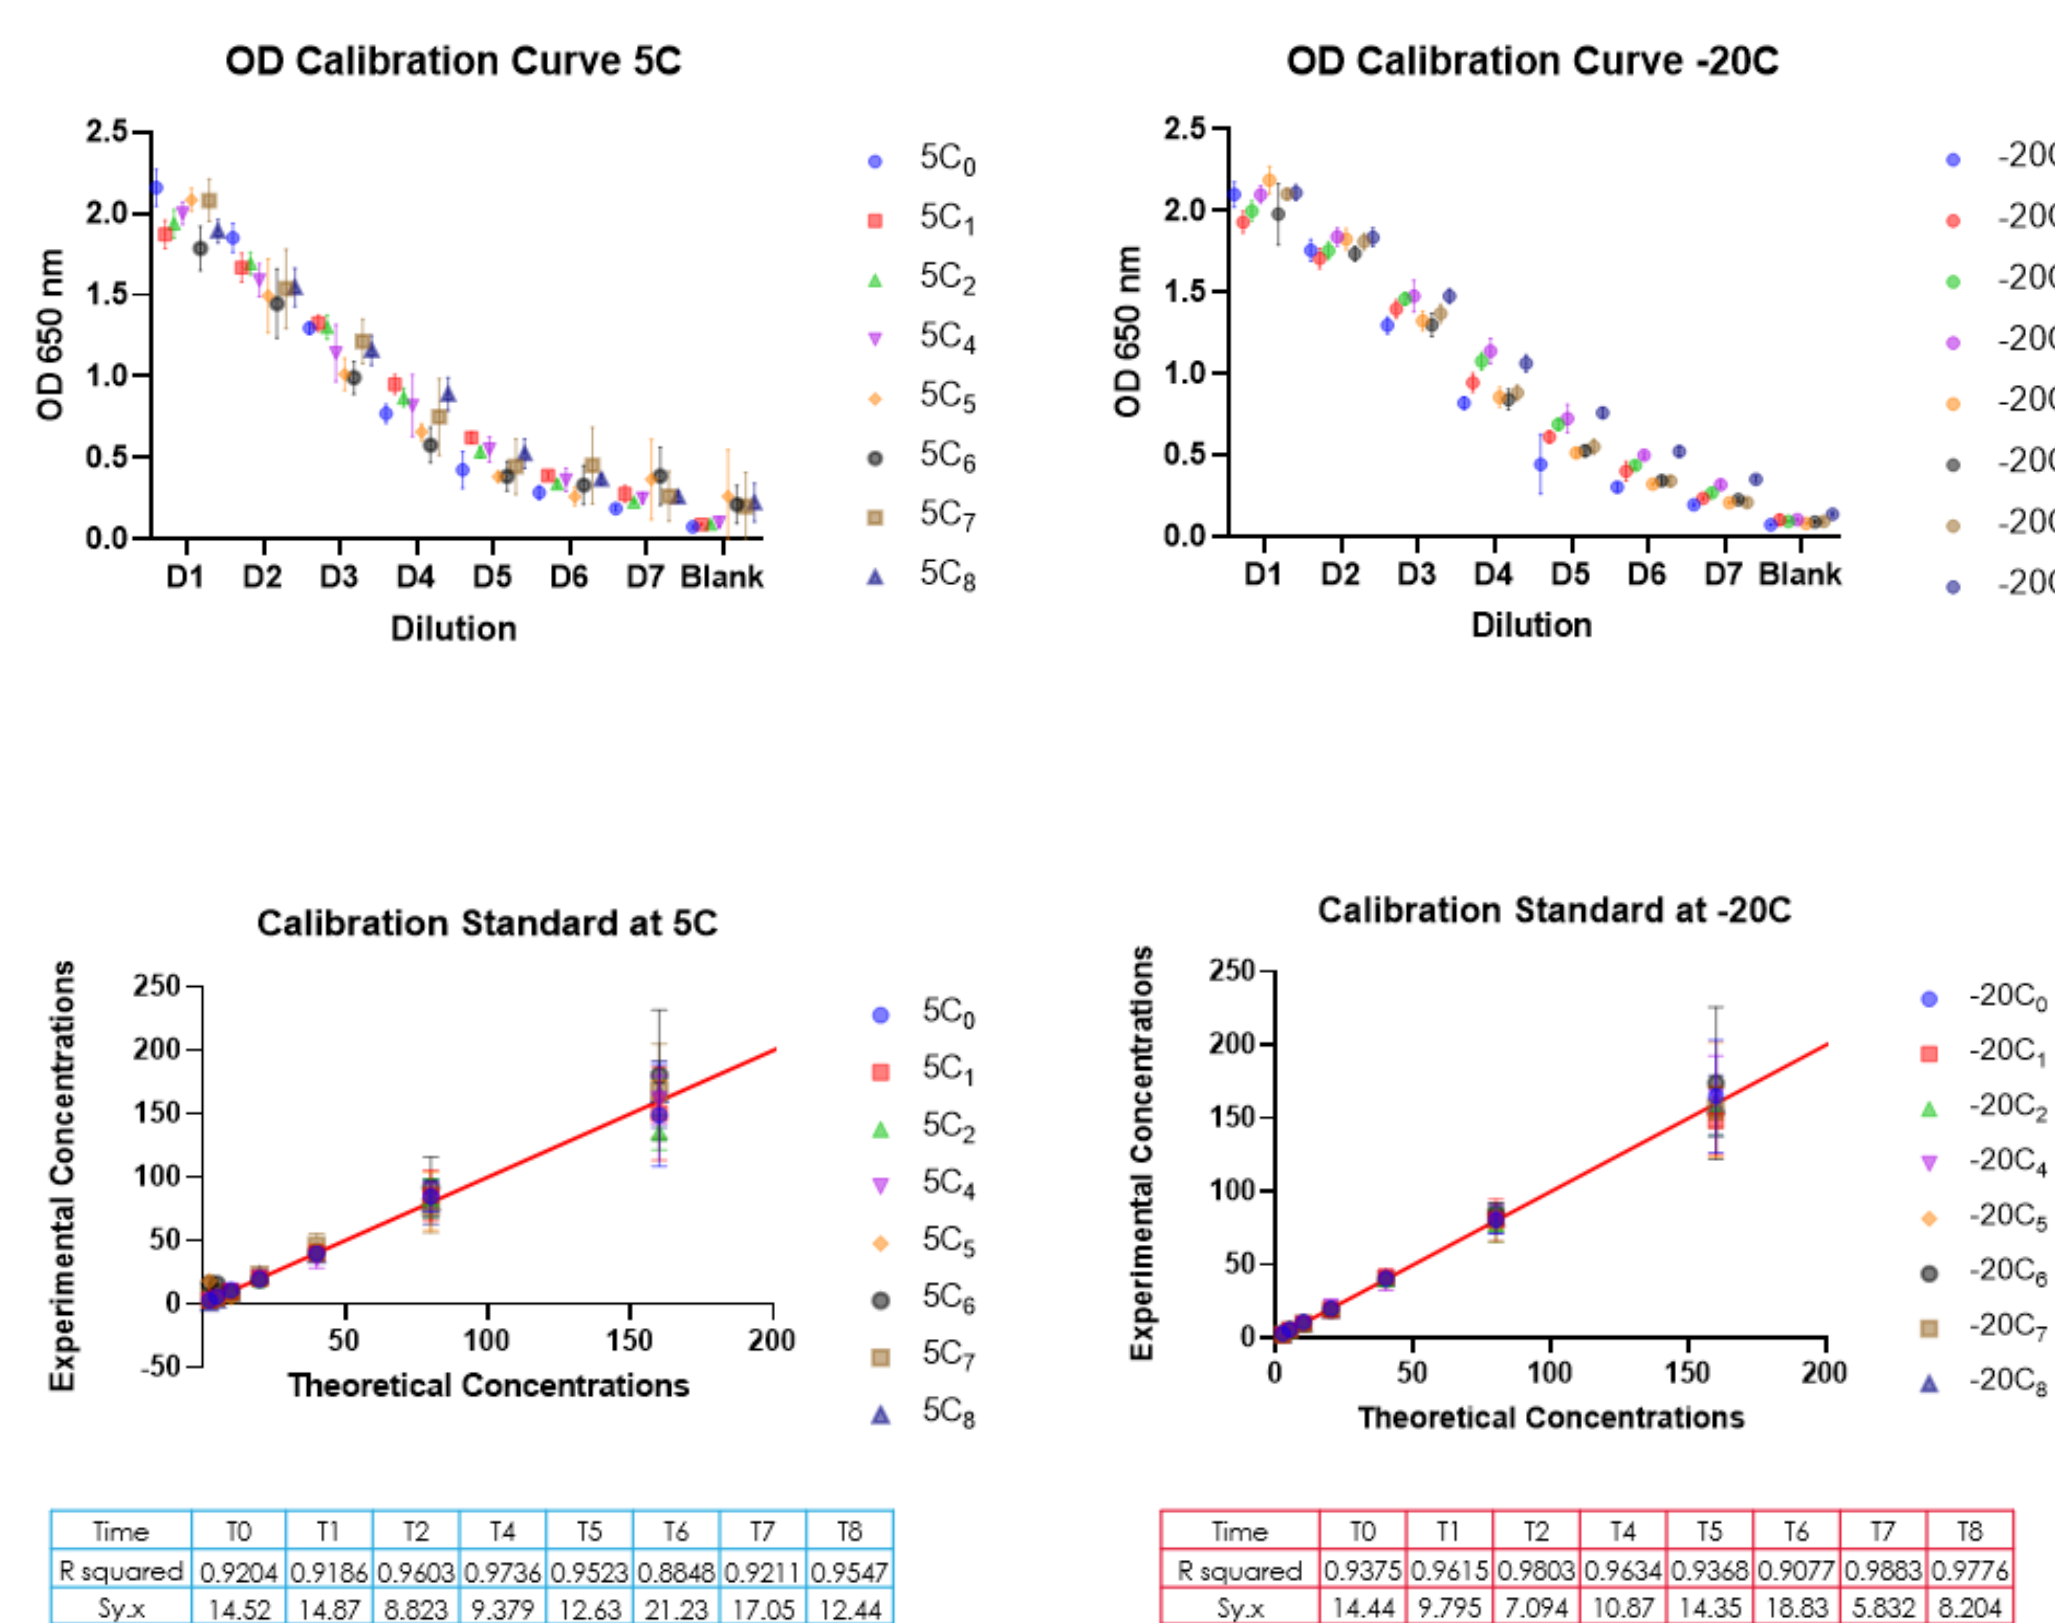 OD Calibration Curve 5C
OD 650 nm
2.5
2.0
1.5
1.0
0.5
0.0
D1 D2 D3 D4 D5 D6 D7 Blank
Dilution
5C0
5C1
5C2
5C4
5C5
5C6
5C7
5C8
OD Calibration Curve -20C
OD 650 nm
2.5
2.0
1.5
1.0
0.5
0.0
D1 D2 D3 D4 D5 D6 D7 Blank
Dilution
-20
-20
-20
-20
-20
-20
-20
-20
Calibration Standard at 5C
Experimental Concentrations
250
200
150
100
50
0
-50
50 100 150 200
Theoretical Concentrations
5C0
5C1
5C2
5C4
5C5
5C6
5C7
5C8
Calibration Standard at -20C
Experimental Concentrations
250
200
150
100
50
0
0 50 100 150 200
Theoretical Concentrations
-20C0
-20C1
-20C2
-20C4
-20C5
-20C6
-20C7
-20C8
Time T0 T1 T2 T4 T5 T6 T7 T8
R squared 0.9204 0.9186 0.9603 0.9736 0.9523 0.8848 0.9211 0.9547
Sy.x 14.52 14.87 8.823 9.379 12.63 21.23 17.05 12.44
Time T0 T1 T2 T4 T5 T6 T7 T8
R squared 0.9375 0.9615 0.9803 0.9634 0.9368 0.9077 0.9883 0.9776
Sy.x 14.44 9.795 7.094 10.87 14.35 18.83 5.832 8.204